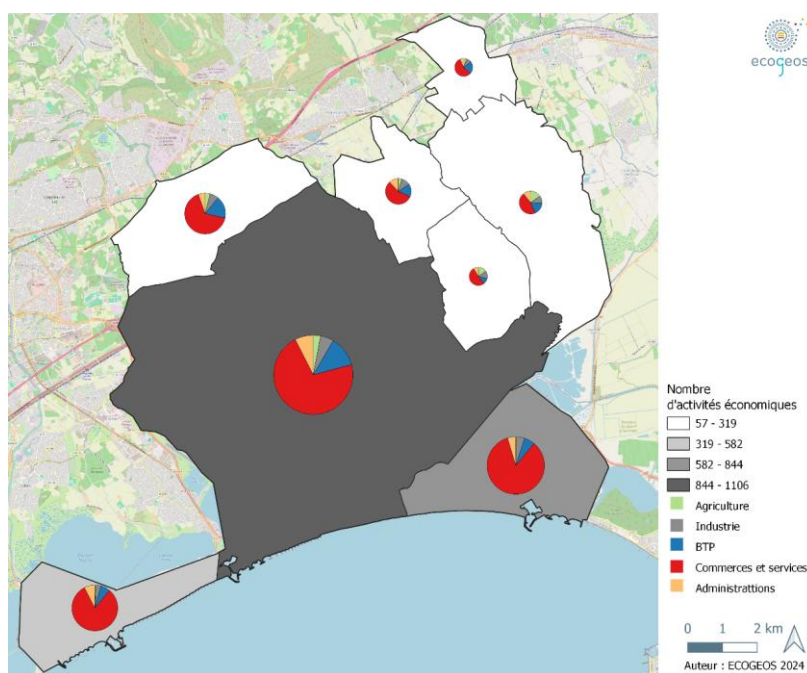 ecogeos
Nombre
d'activités économiques
57 - 319
319 - 582
582 - 844
844 - 1106
Agriculture
Industrie
BTP
Commerces et services
Administrattions
0 1 2 km
Auteur : ECOGEOS 2024